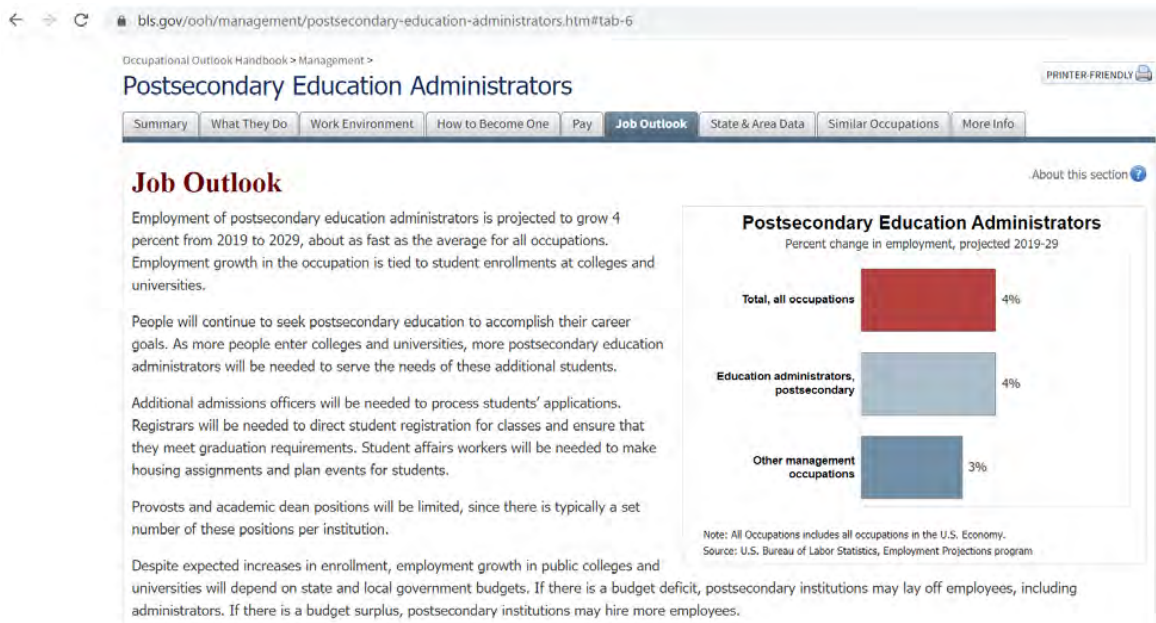 bls.gov/ooh/management/postsecondary-education-administrators.htm#tab-6
Occupational Outlook Handbook > Management >
Postsecondary Education Administrators
PRINTER-FRIENDLY
Summary What They Do Work Environment How to Become One Pay Job Outlook State & Area Data Similar Occupations More Info
About this section ?
Job Outlook
Employment of postsecondary education administrators is projected to grow 4
percent from 2019 to 2029, about as fast as the average for all occupations.
Employment growth in the occupation is tied to student enrollments at colleges and
universities.
People will continue to seek postsecondary education to accomplish their career
goals. As more people enter colleges and universities, more postsecondary education
administrators will be needed to serve the needs of these additional students.
Additional admissions officers will be needed to process students’ applications.
Registrars will be needed to direct student registration for classes and ensure that
they meet graduation requirements. Student affairs workers will be needed to make
housing assignments and plan events for students.
Provosts and academic dean positions will be limited, since there is typically a set
number of these positions per institution.
Despite expected increases in enrollment, employment growth in public colleges and
universities will depend on state and local government budgets. If there is a budget deficit, postsecondary institutions may lay off employees, including
administrators. If there is a budget surplus, postsecondary institutions may hire more employees.
Postsecondary Education Administrators
Percent change in employment, projected 2019-29
Total, all occupations
4%
Education administrators,
postsecondary
4%
Other management
occupations
3%
Note: All Occupations includes all occupations in the U.S. Economy.
Source: U.S. Bureau of Labor Statistics, Employment Projections program